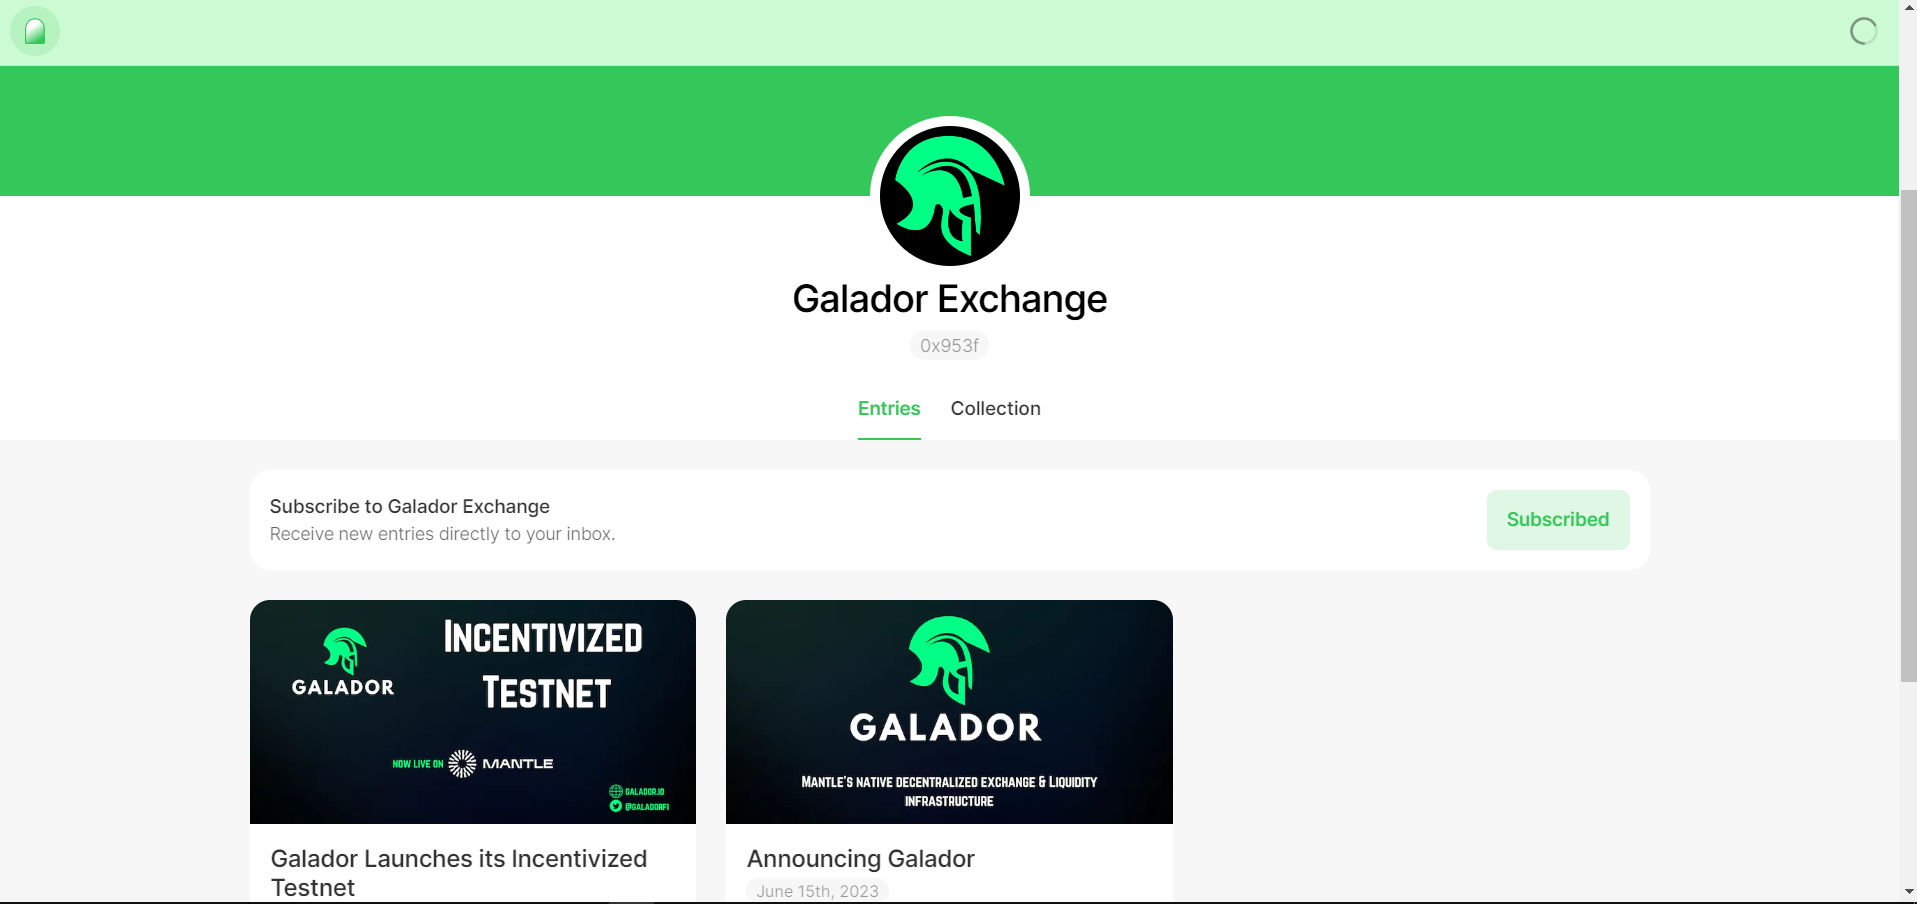 Galador Exchange
0x953f
Entries
Collection
Subscribe to Galador Exchange
Receive new entries directly to your inbox.
Subscribed
GALADOR
INCENTIVIZED
TESTNET
NOW LIVE ON MANTLE
GALADOR.IO
@GALADORFI
Galador Launches its Incentivized
Testnet
GALADOR
MANTLE'S NATIVE DECENTRALIZED EXCHANGE & LIQUIDITY
INFRASTRUCTURE
Announcing Galador
June 15th, 2023